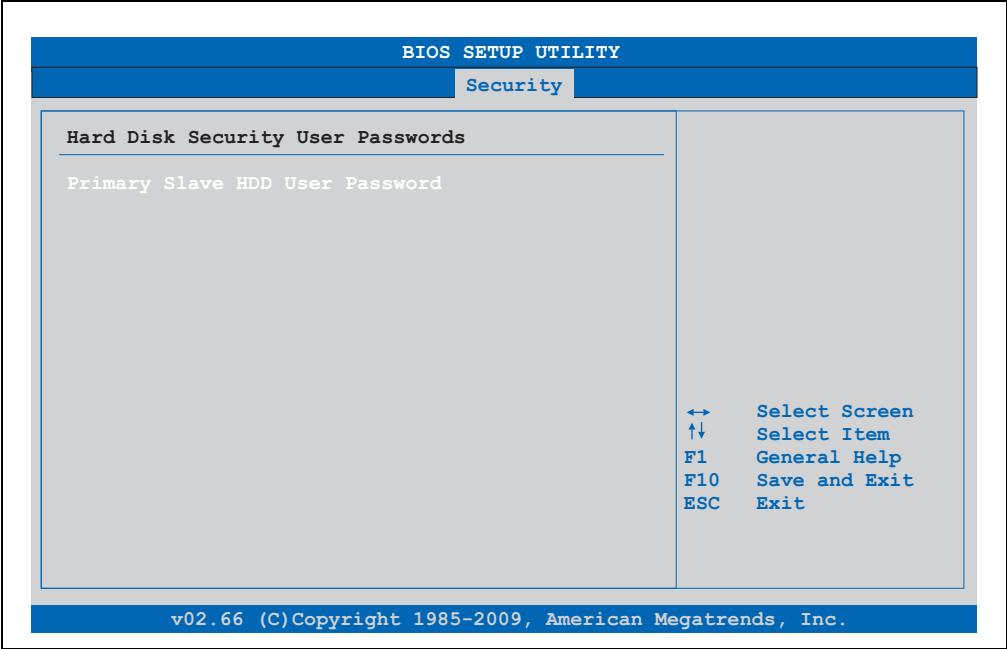 BIOS SETUP UTILITY
Security
Hard Disk Security User Passwords
Primary Slave HDD User Password
↔ Select Screen
↑↓ Select Item
F1 General Help
F10 Save and Exit
ESC Exit
v02.66 (C)Copyright 1985-2009, American Megatrends, Inc.